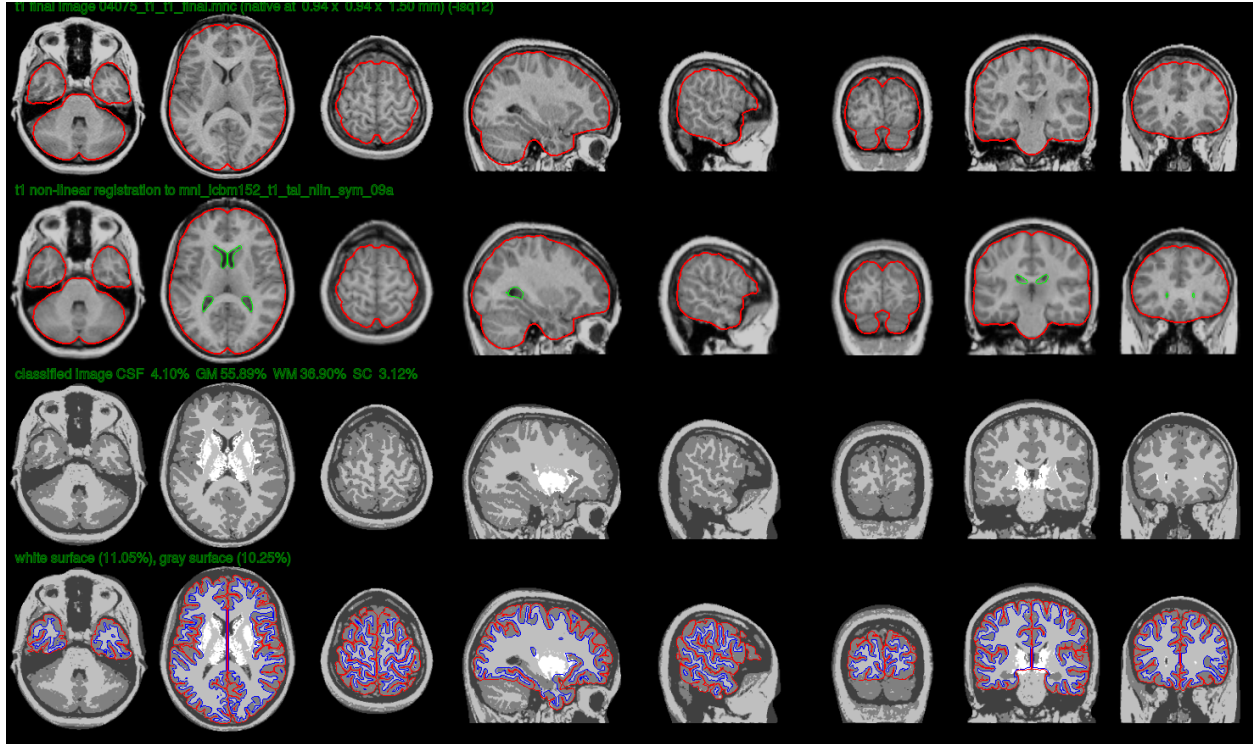 t1 final image 04075_t1_t1_final.mnc (native at 0.94 x 0.94 x 1.50 mm) (-lsq12)
t1 non-linear registration to mni_icbm152_t1_tal_nlin_sym_09a
classified image CSF 4.10% GM 55.89% WM 36.90% SC 3.12%
white surface (11.05%), gray surface (10.25%)